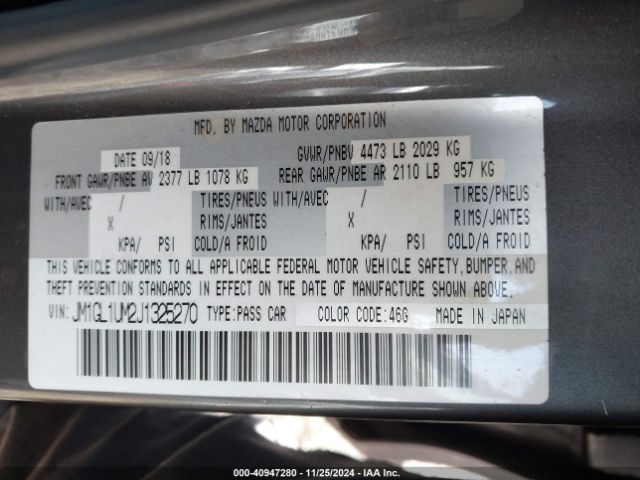 MFD. BY MAZDA MOTOR CORPORATION
DATE 09/18 GVWR/PNBV 4473 LB 2029 KG
FRONT GAWR/PNBE AV 2377 LB 1078 KG REAR GAWR/PNBE AR 2110 LB 957 KG
WITH/AVEC / TIRES/PNEUS WITH/AVEC / TIRES/PNEUS
X RIMS/JANTES X RIMS/JANTES
KPA/ PSI COLD/A FROID KPA/ PSI COLD/A FROID
THIS VEHICLE CONFORMS TO ALL APPLICABLE FEDERAL MOTOR VEHICLE SAFETY, BUMPER, AND
THEFT PREVENTION STANDARDS IN EFFECT ON THE DATE OF MANUFACTURE SHOWN ABOVE.
VIN: JM1GL1UM2J1325270 TYPE: PASS CAR COLOR CODE: 46G MADE IN JAPAN
000-40947280 - 11/25/2024 - IAA Inc.